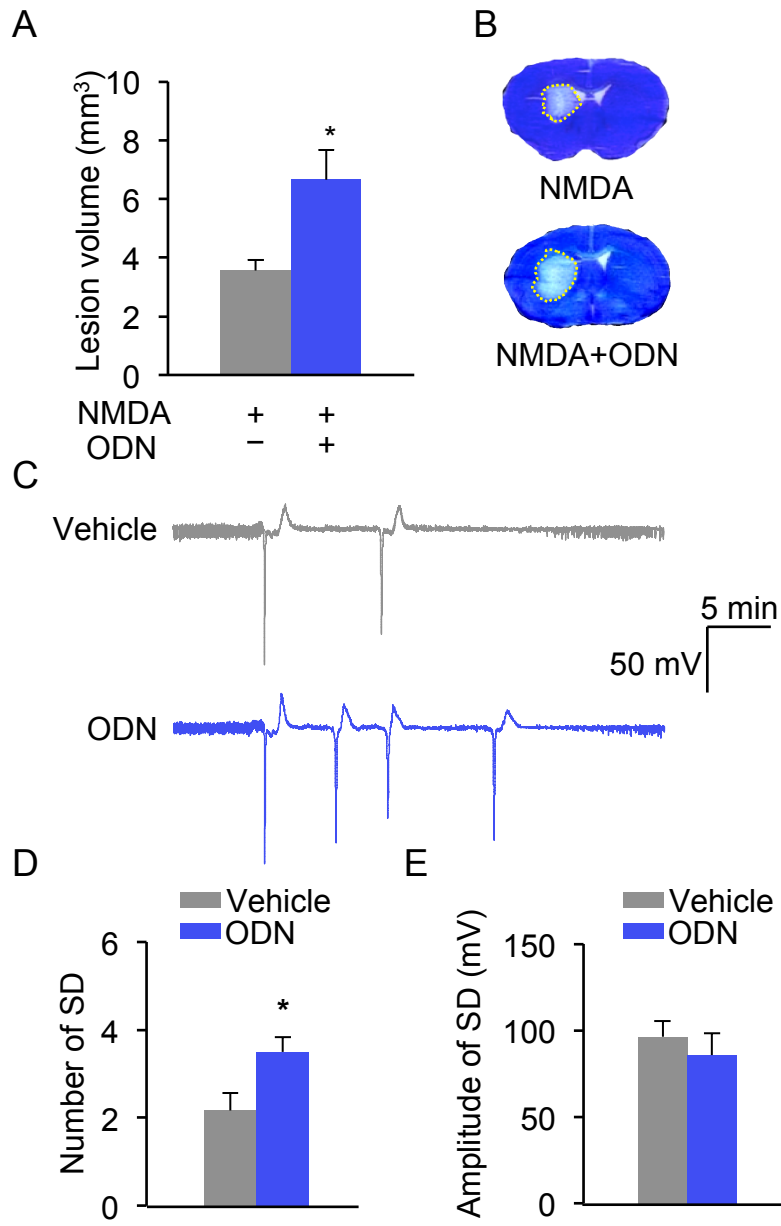 A
Lesion volume (mm³)
10
8
6
4
2
0
*
NMDA + +
ODN − +
B
NMDA
NMDA+ODN
C
Vehicle
ODN
5 min
50 mV
D
Vehicle
ODN
Number of SD
6
4
2
0
*
E
Vehicle
ODN
Amplitude of SD (mV)
150
100
50
0